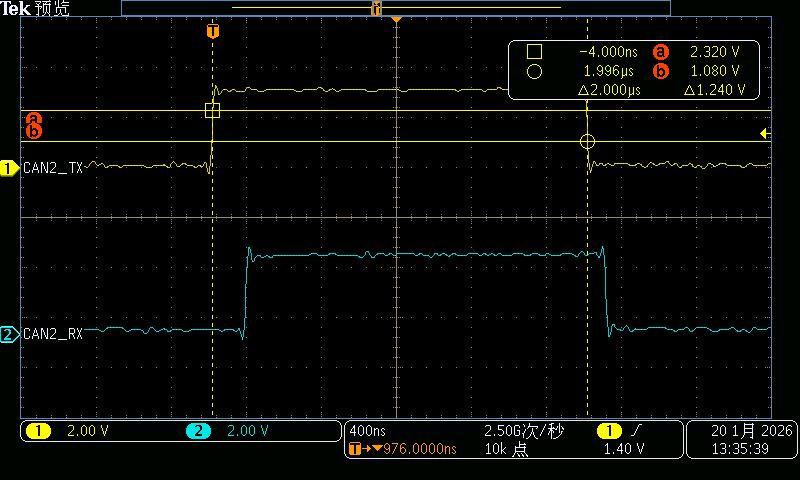 Tek 预览
T
T
−4.000ns a 2.320 V
1.996µs b 1.080 V
△2.000µs △1.240 V
a
b
1 CAN2_TX
2 CAN2_RX
1 2.00 V 2 2.00 V
400ns 2.50G次/秒 1 1.40 V
T→▼976.0000ns 10k 点
20 1月 2026
13:35:39